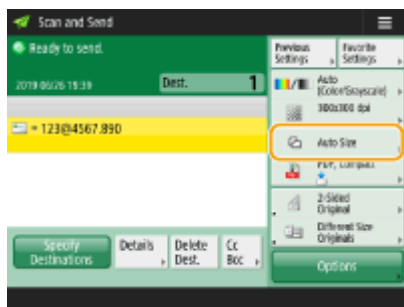 Scan and Send
Ready to send.
2019 06/26 19:39
Dest. 1
= 123@4567.890
Specify
Destinations
Details
Delete
Dest.
Cc
Bcc
Previous
Settings
Favorite
Settings
Auto
(Color/Grayscale)
300x300 dpi
Auto Size
PDF, Compact
2-Sided
Original
Different Size
Originals
Options